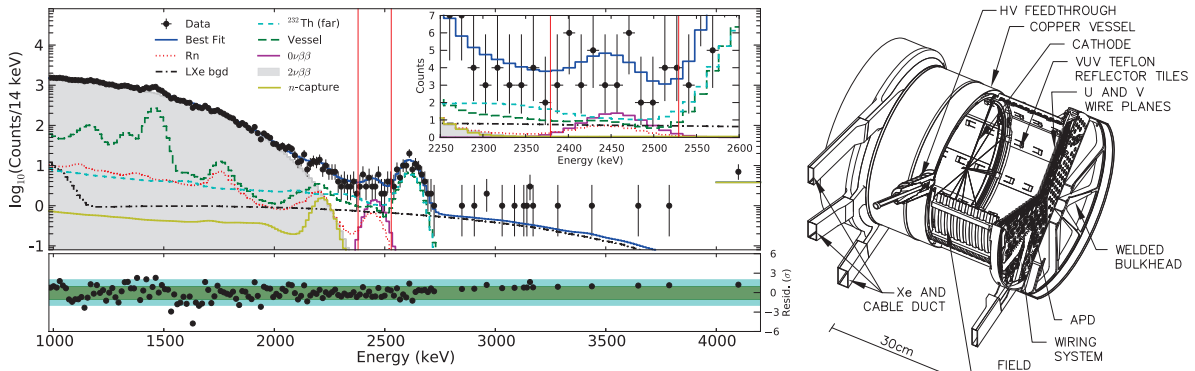 Data
Best Fit
Rn
LXe bgd
²³²Th (far)
Vessel
0νββ
2νββ
n-capture
log₁₀(Counts/14 keV)
4
3
2
1
0
−1
Counts
7
6
5
4
3
2
1
0
2250 2300 2350 2400 2450 2500 2550 2600
Energy (keV)
6
3
0
−3
−6
Resid. (σ)
1000 1500 2000 2500 3000 3500 4000
Energy (keV)
HV FEEDTHROUGH
COPPER VESSEL
CATHODE
VUV TEFLON
REFLECTOR TILES
U AND V
WIRE PLANES
WELDED
BULKHEAD
Xe AND
CABLE DUCT
APD
WIRING
SYSTEM
FIELD
30cm